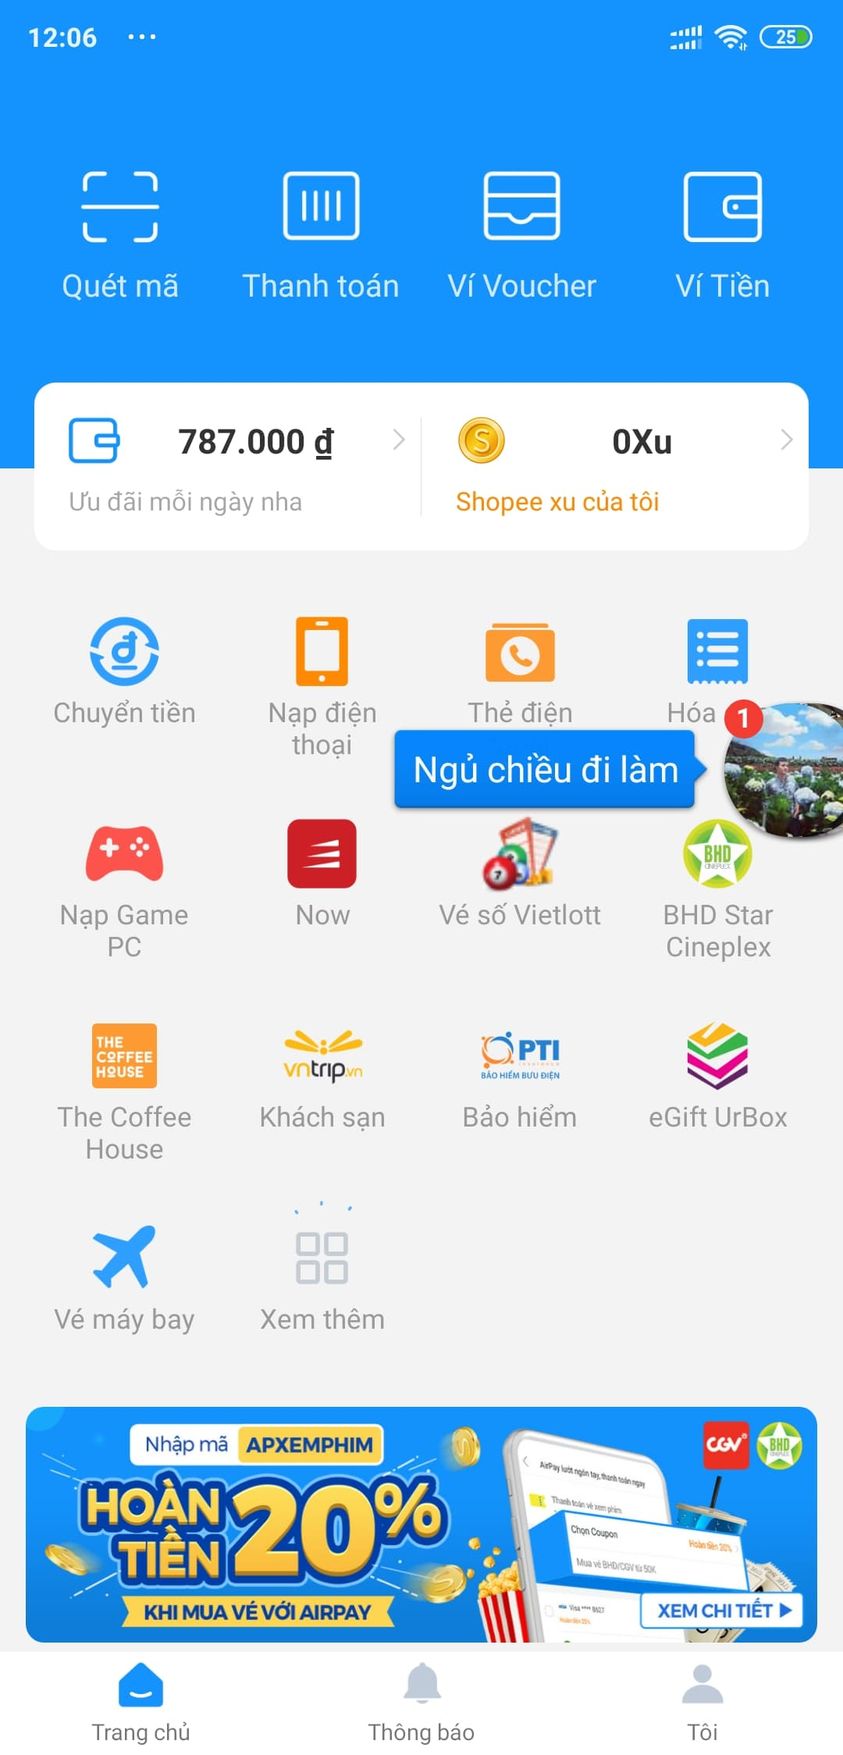 12:06 ...
25
Quét mã
Thanh toán
Ví Voucher
Ví Tiền
787.000 ₫
0Xu
Ưu đãi mỗi ngày nha
Shopee xu của tôi
Chuyển tiền
Nạp điện
thoại
Thẻ điện
Hóa
1
Ngủ chiều đi làm
Nạp Game
PC
Now
Vé số Vietlott
BHD
BHD Star
Cineplex
THE
COFFEE
HOUSE
The Coffee
House
vntrip.vn
Khách sạn
PTI
BẢO HIỂM BƯU ĐIỆN
Bảo hiểm
eGift UrBox
Vé máy bay
Xem thêm
Nhập mã APXEMPHIM
HOÀN
TIỀN
20%
KHI MUA VÉ VỚI AIRPAY
CGV
BHD
AirPay lướt ngón tay, thanh toán ngay
Thanh toán vé xem phim
Chọn Coupon
Hoàn tiền 20%
Mua vé BHD/CGV từ 50K
Visa **** 8627
XEM CHI TIẾT
Trang chủ
Thông báo
Tôi